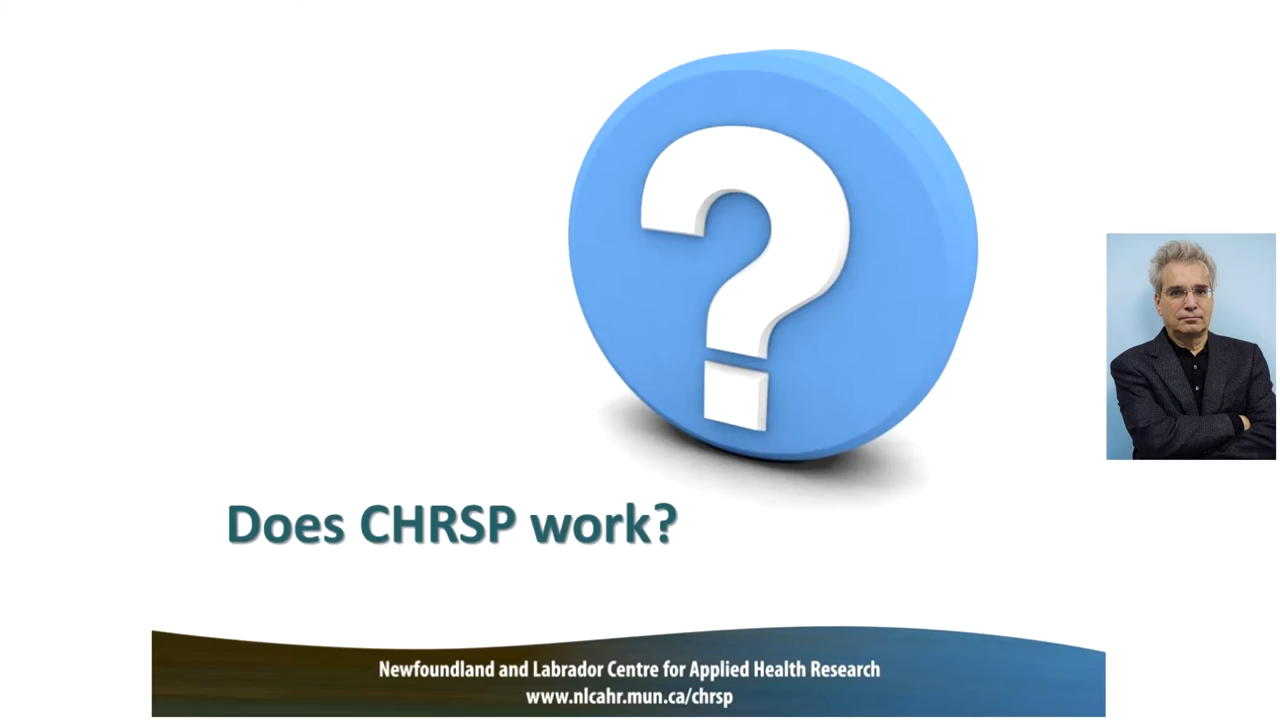 Does CHRSP work?
Newfoundland and Labrador Centre for Applied Health Research
www.nlcahr.mun.ca/chrsp